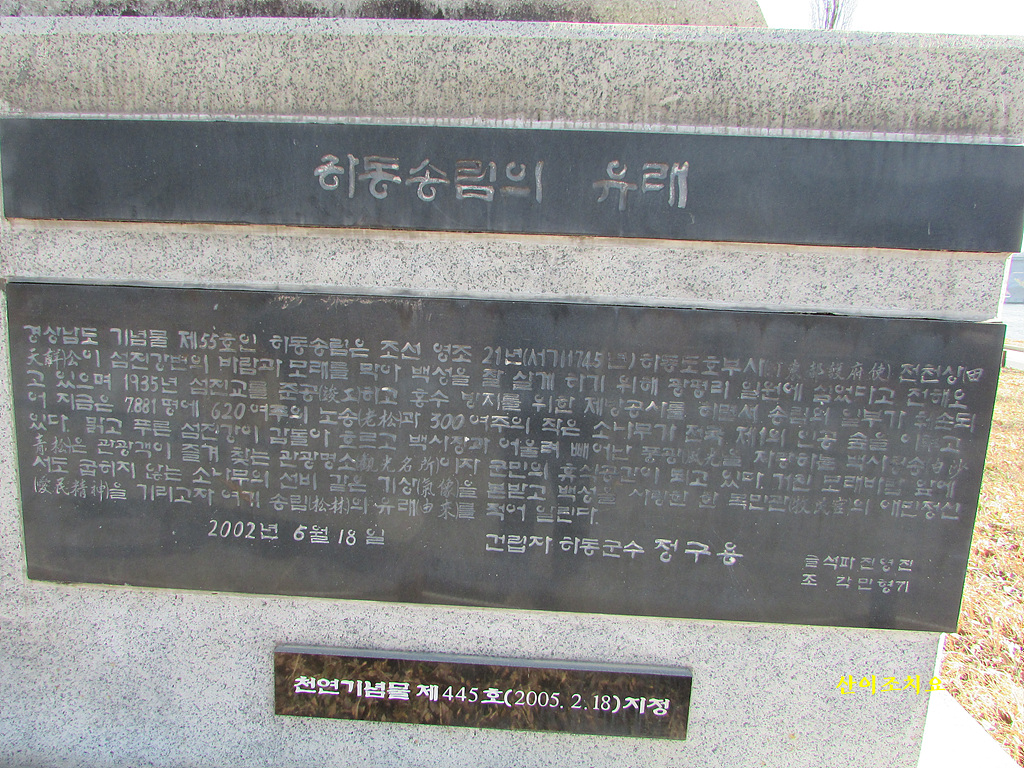 하동송림의 유래
경상남도 기념물 제55호인 하동송림은 조선 영조 21년(서기1745년) 하동도호부사(河東都護府使) 전천상田
天祥公이 섬진강변의 바람과 모래를 막아 백성을 잘 살게 하기 위해 광평리 일원에 심었다고 전해오
고 있으며 1935년 섬진교를 준공(竣工)하고 홍수 방지를 위한 제방공사를 하면서 송림의 일부가 유손되
어 지금은 7.881평에 620여주의 노송(老松)과 300여주의 작은 소나무가 전국 제1의 인공 숲을 이루고
있다. 맑고 푸른 섬진강이 감돌아 흐르고 백사장과 어울려 빼어난 풍광(風光)을 자랑하는 백사청송白沙
靑松은 관광객이 즐겨 찾는 관광명소(觀光名所)이자 군민의 휴식공간이 되고 있다. 거친 모래바람 앞에
서도 굽히지 않는 소나무의 선비 같은 기상(氣像)을 본받고 백성을 사랑한 한 목민관(牧民官)의 애민정신
(愛民精神)을 기리고자 여기 송림(松林)의 유래(由來)를 적어 알린다.
2002년 6월 18일
건립자 하동군수 정구용
글 석파 진영진
조 각 민형기
천연기념물 제445호(2005. 2. 18)지정
산이조치요